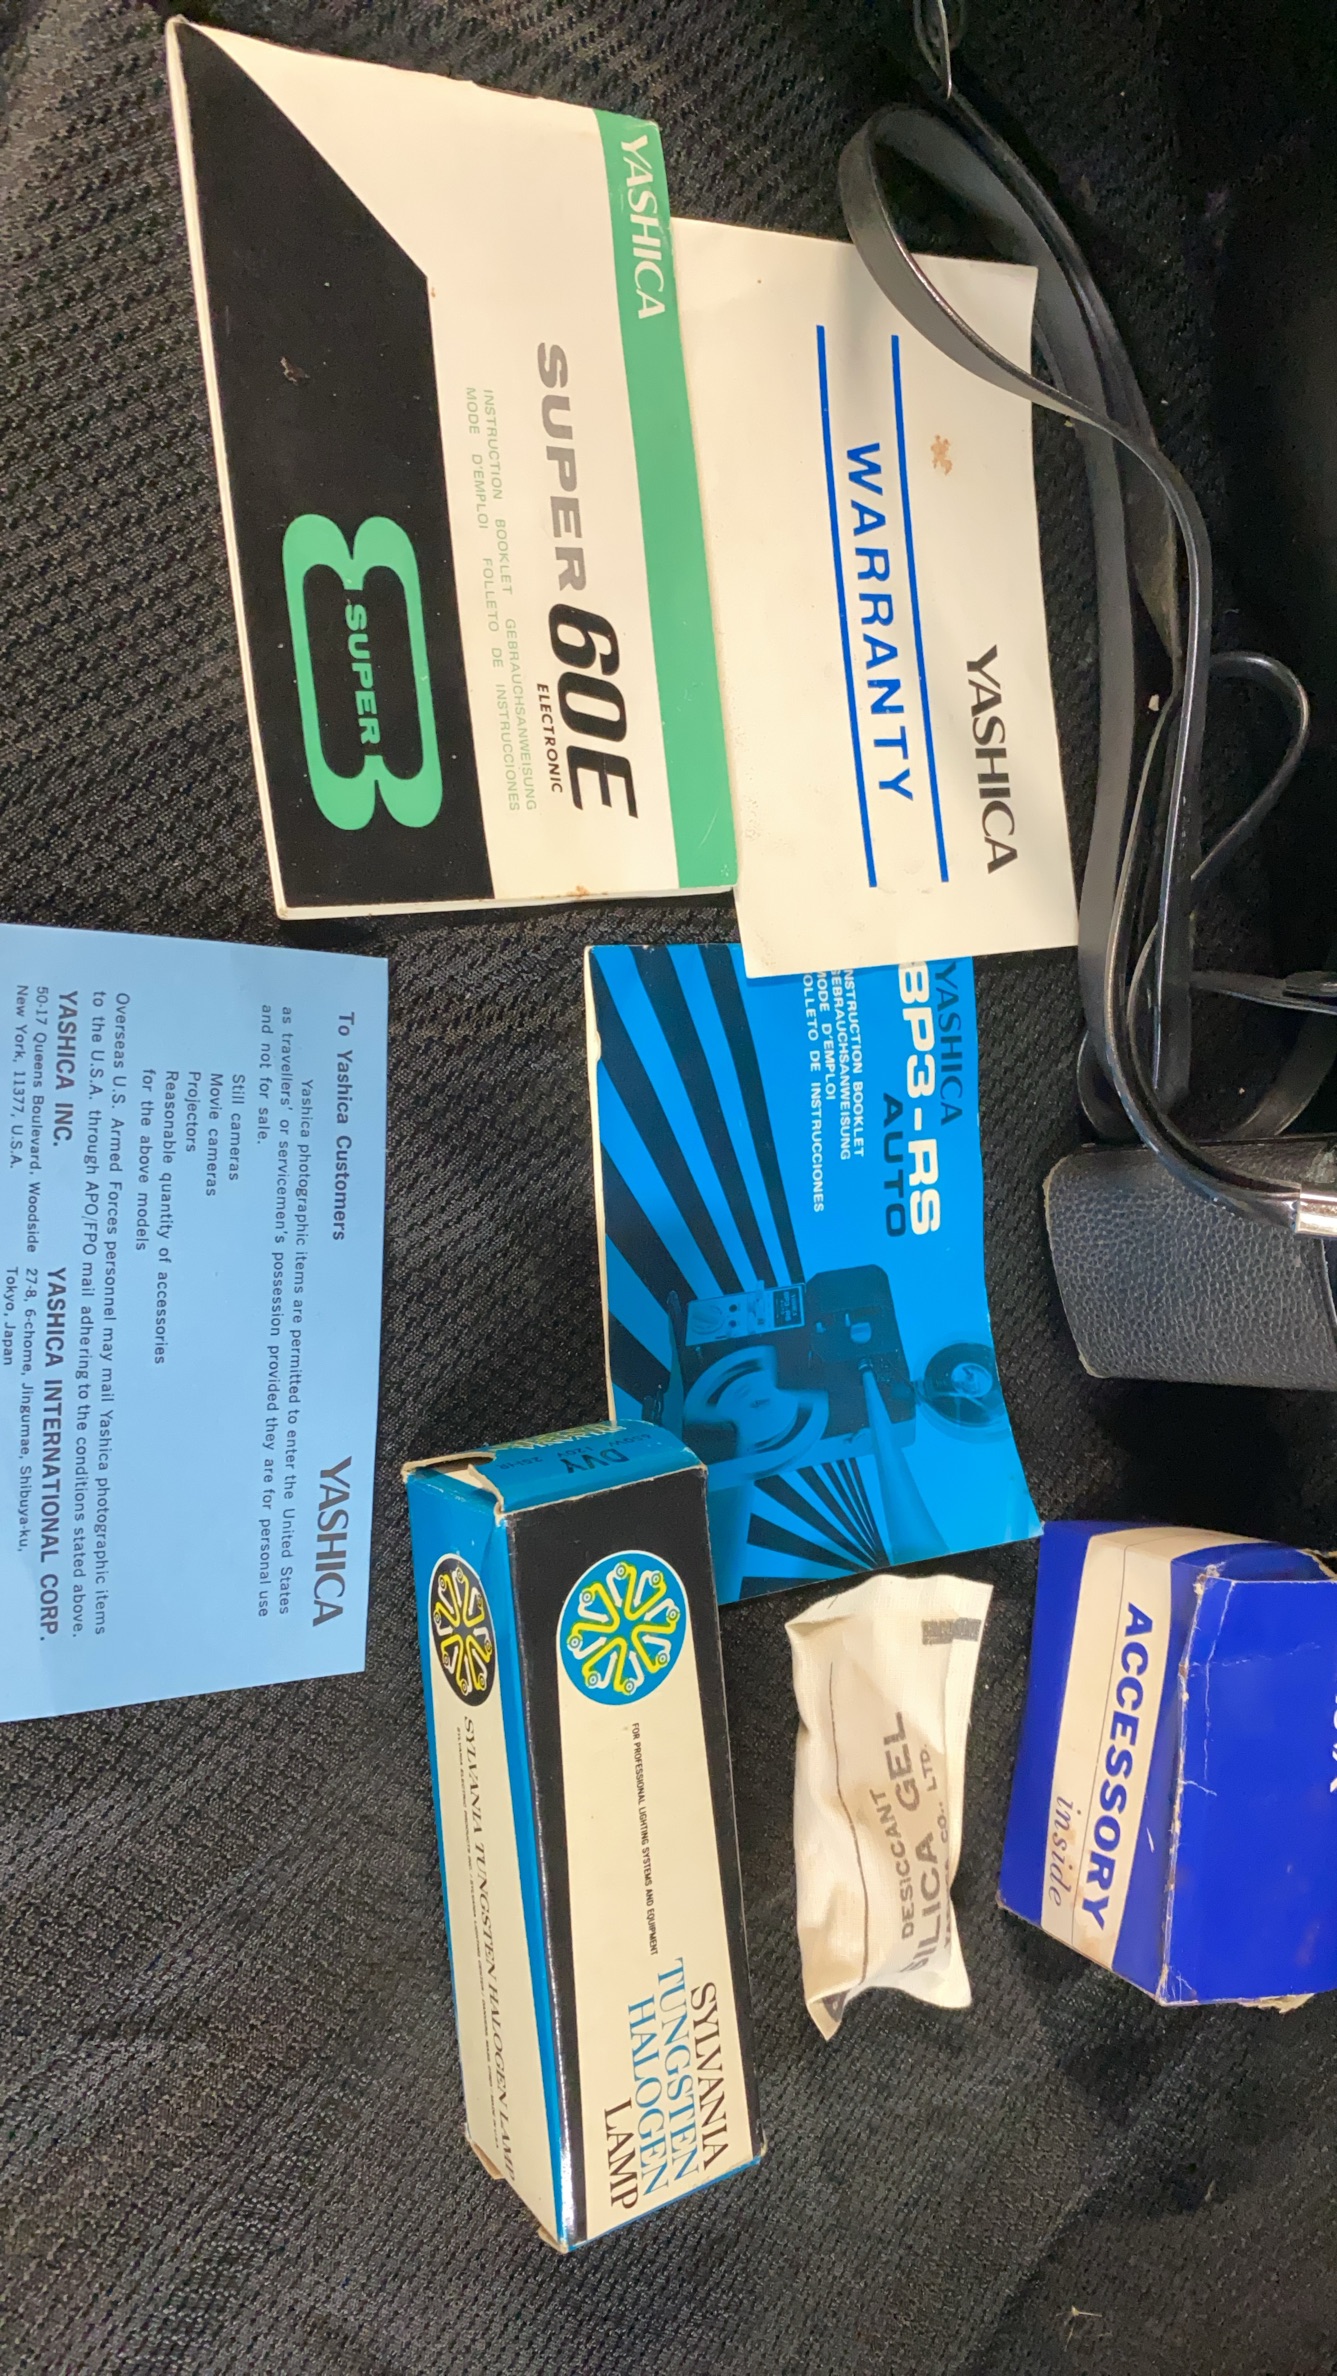 YASHICA
SUPER 60E
ELECTRONIC
INSTRUCTION BOOKLET GEBRAUCHSANWEISUNG
MODE D'EMPLOI FOLLETO DE INSTRUCCIONES
SUPER
YASHICA
WARRANTY
YASHICA
8P3-RS
AUTO
INSTRUCTION BOOKLET
GEBRAUCHSANWEISUNG
MODE D'EMPLOI
FOLLETO DE INSTRUCCIONES
YASHICA
To Yashica Customers
Yashica photographic items are permitted to enter the United States
as travellers' or servicemen's possession provided they are for personal use
and not for sale.
Still cameras
Movie cameras
Projectors
Reasonable quantity of accessories
for the above models
Overseas U.S. Armed Forces personnel may mail Yashica photographic items
to the U.S.A. through APO/FPO mail adhering to the conditions stated above.
YASHICA INC. YASHICA INTERNATIONAL CORP.
50-17 Queens Boulevard, Woodside 27-8, 6-chome, Jingumae, Shibuya-ku,
New York, 11377, U.S.A. Tokyo, Japan
DVY
650W 120V
FOR PROFESSIONAL LIGHTING SYSTEMS AND EQUIPMENT
SYLVANIA
TUNGSTEN
HALOGEN
LAMP
SYLVANIA TUNGSTEN HALOGEN LAMP
CO., LTD.
SILICA GEL
DESICCANT
ACCESSORY
inside